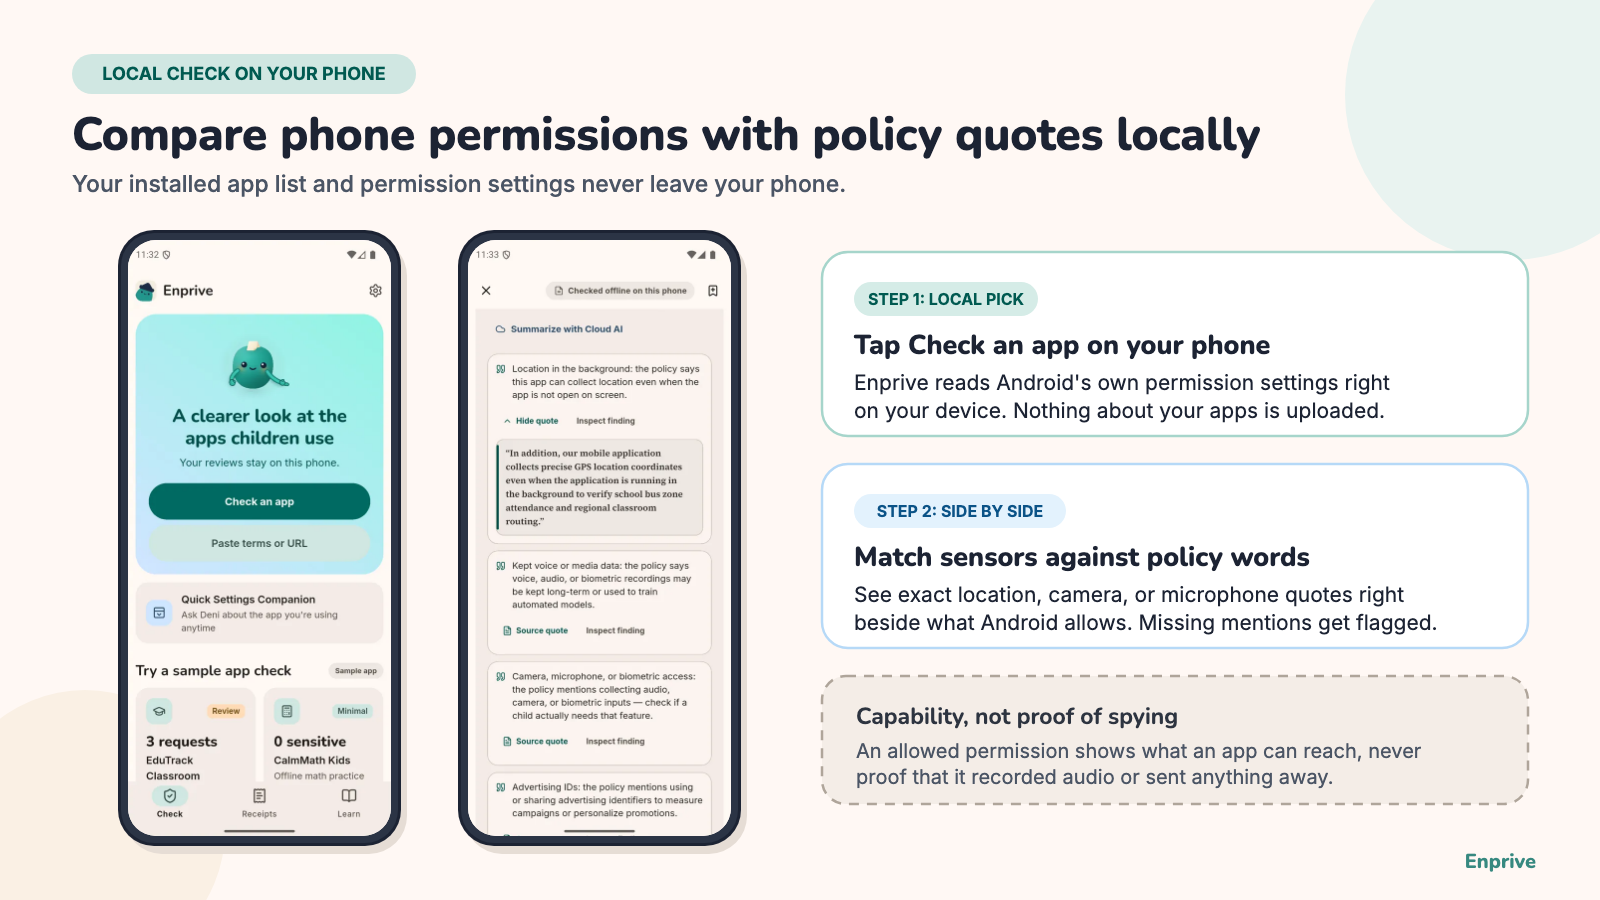 LOCAL CHECK ON YOUR PHONE
Compare phone permissions with policy quotes locally
Your installed app list and permission settings never leave your phone.
11:32
Enprive
A clearer look at the
apps children use
Your reviews stay on this phone.
Check an app
Paste terms or URL
Quick Settings Companion
Ask Deni about the app you're using
anytime
Try a sample app check
Sample app
Review
3 requests
EduTrack
Classroom
Minimal
0 sensitive
CalmMath Kids
Offline math practice
Check
Receipts
Learn
11:33
Checked offline on this phone
Summarize with Cloud AI
Location in the background: the policy says
this app can collect location even when the
app is not open on screen.
Hide quote
Inspect finding
"In addition, our mobile application
collects precise GPS location coordinates
even when the application is running in
the background to verify school bus zone
attendance and regional classroom
routing."
Kept voice or media data: the policy says
voice, audio, or biometric recordings may
be kept long-term or used to train
automated models.
Source quote
Inspect finding
Camera, microphone, or biometric access:
the policy mentions collecting audio,
camera, or biometric inputs — check if a
child actually needs that feature.
Source quote
Inspect finding
Advertising IDs: the policy mentions using
or sharing advertising identifiers to measure
campaigns or personalize promotions.
STEP 1: LOCAL PICK
Tap Check an app on your phone
Enprive reads Android's own permission settings right
on your device. Nothing about your apps is uploaded.
STEP 2: SIDE BY SIDE
Match sensors against policy words
See exact location, camera, or microphone quotes right
beside what Android allows. Missing mentions get flagged.
Capability, not proof of spying
An allowed permission shows what an app can reach, never
proof that it recorded audio or sent anything away.
Enprive